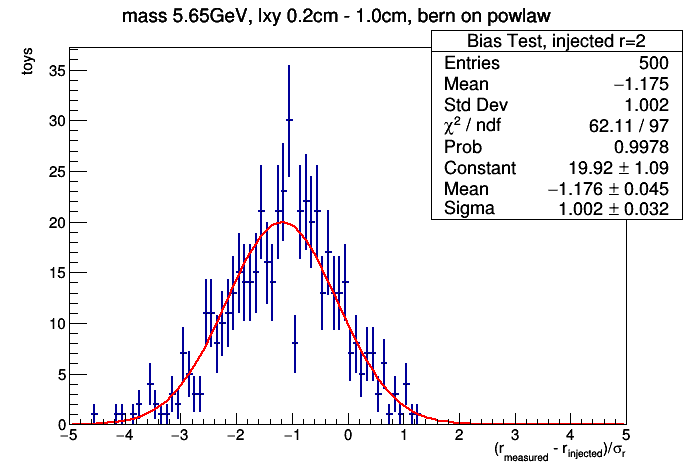 mass 5.65GeV, lxy 0.2cm - 1.0cm, bern on powlaw
Bias Test, injected r=2
Entries 500
Mean −1.175
Std Dev 1.002
χ² / ndf 62.11 / 97
Prob 0.9978
Constant 19.92 ± 1.09
Mean −1.176 ± 0.045
Sigma 1.002 ± 0.032
toys
35
30
25
20
15
10
5
0
−5 −4 −3 −2 −1 0 1 2 3 4 5
(r_measured - r_injected)/σ_r